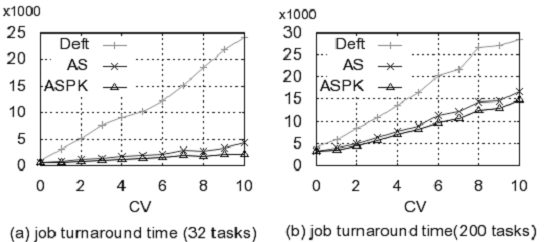 x1000
25
20
15
10
5
0
Deft
AS
ASPK
0 2 4 6 8 10
CV
(a) job turnaround time (32 tasks)
x1000
30
25
20
15
10
5
0
Deft
AS
ASPK
0 2 4 6 8 10
CV
(b) job turnaround time(200 tasks)